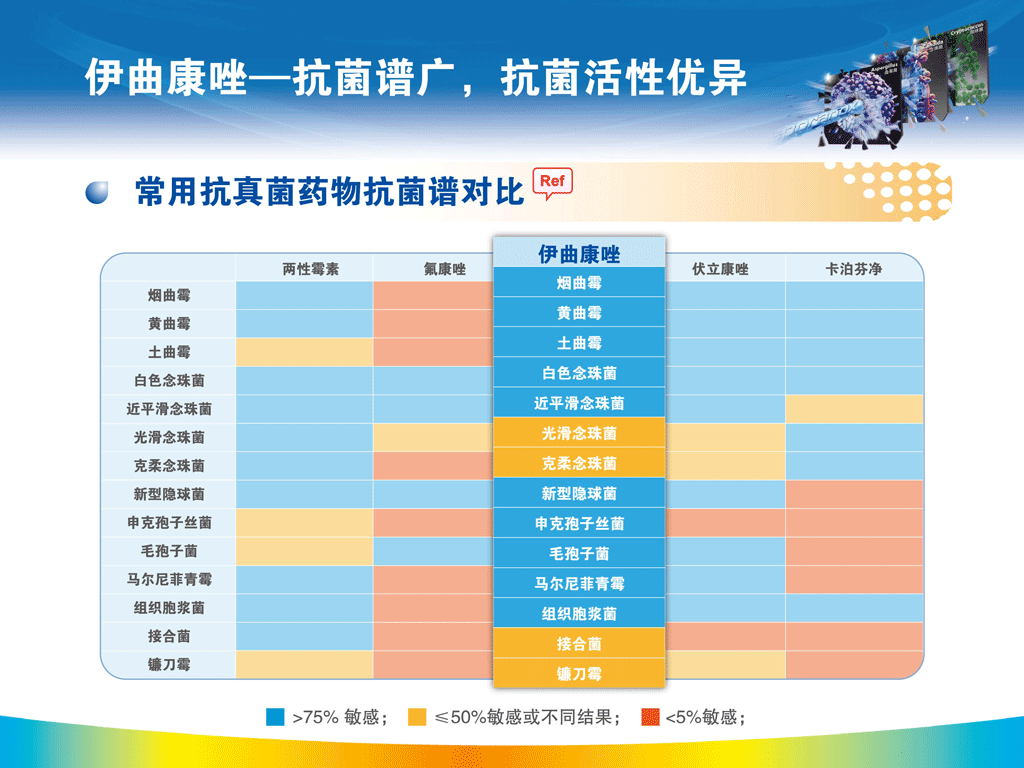 伊曲康唑—抗菌谱广，抗菌活性优异
Aspergillus
Cryptococcus
常用抗真菌药物抗菌谱对比 Ref
两性霉素 氟康唑 伊曲康唑 伏立康唑 卡泊芬净
烟曲霉 烟曲霉
黄曲霉 黄曲霉
土曲霉 土曲霉
白色念珠菌 白色念珠菌
近平滑念珠菌 近平滑念珠菌
光滑念珠菌 光滑念珠菌
克柔念珠菌 克柔念珠菌
新型隐球菌 新型隐球菌
申克孢子丝菌 申克孢子丝菌
毛孢子菌 毛孢子菌
马尔尼菲青霉 马尔尼菲青霉
组织胞浆菌 组织胞浆菌
接合菌 接合菌
镰刀霉 镰刀霉
>75% 敏感； ≤50%敏感或不同结果； <5%敏感；